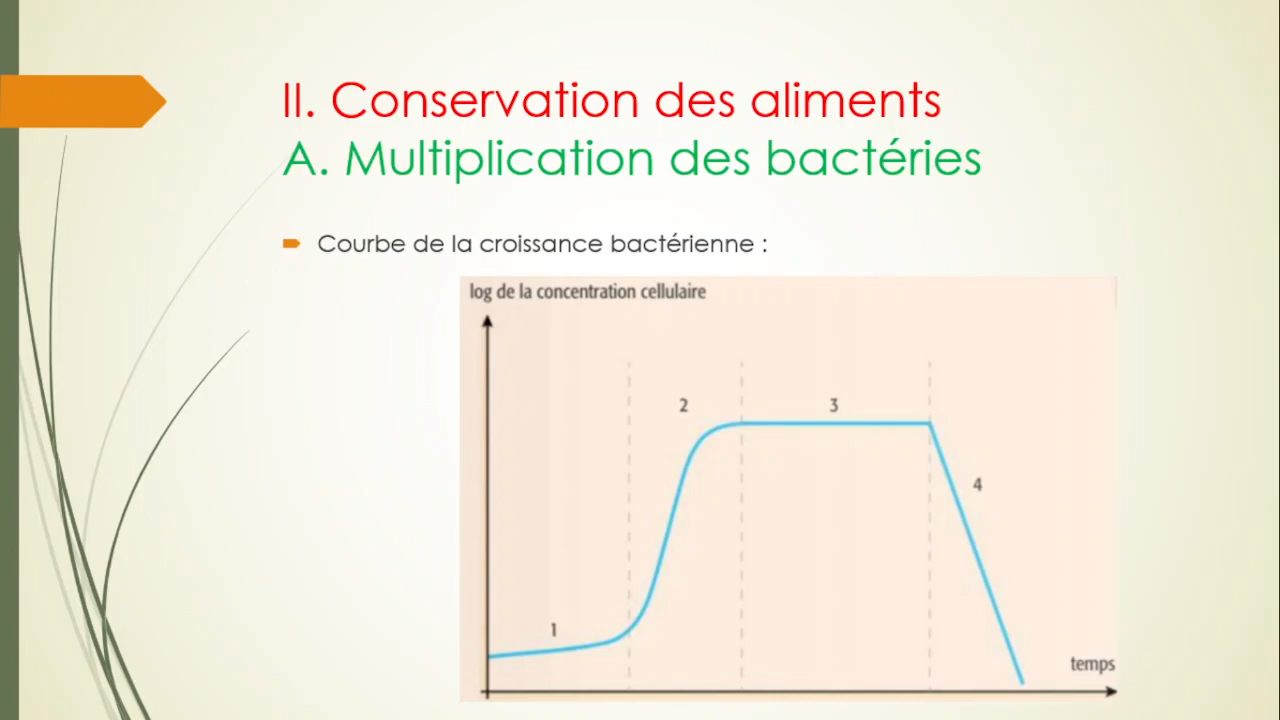 II. Conservation des aliments
A. Multiplication des bactéries
Courbe de la croissance bactérienne :
log de la concentration cellulaire
2
3
4
1
temps